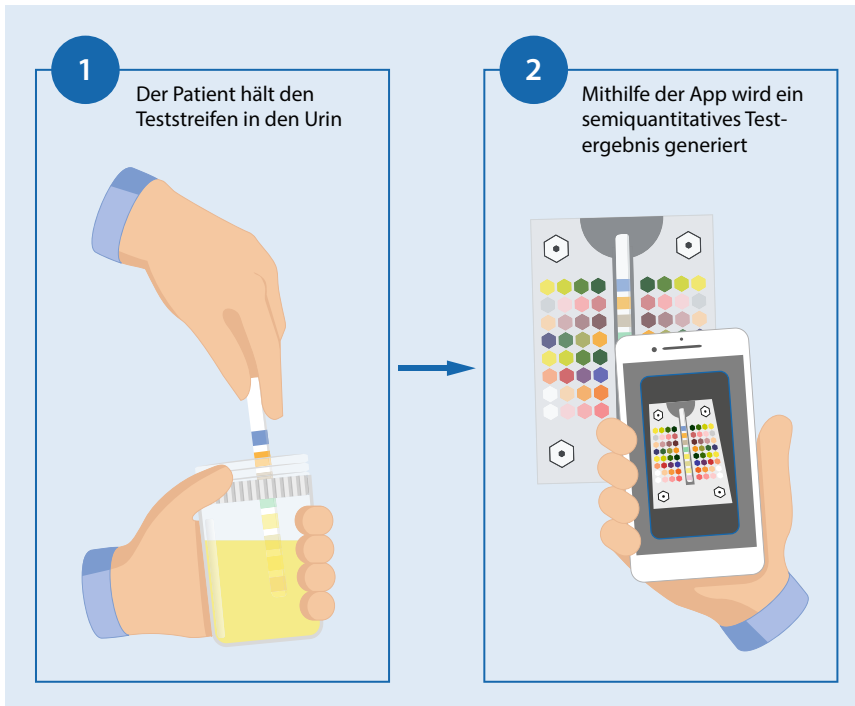 1
Der Patient hält den
Teststreifen in den Urin
2
Mithilfe der App wird ein
semiquantitatives Test-
ergebnis generiert